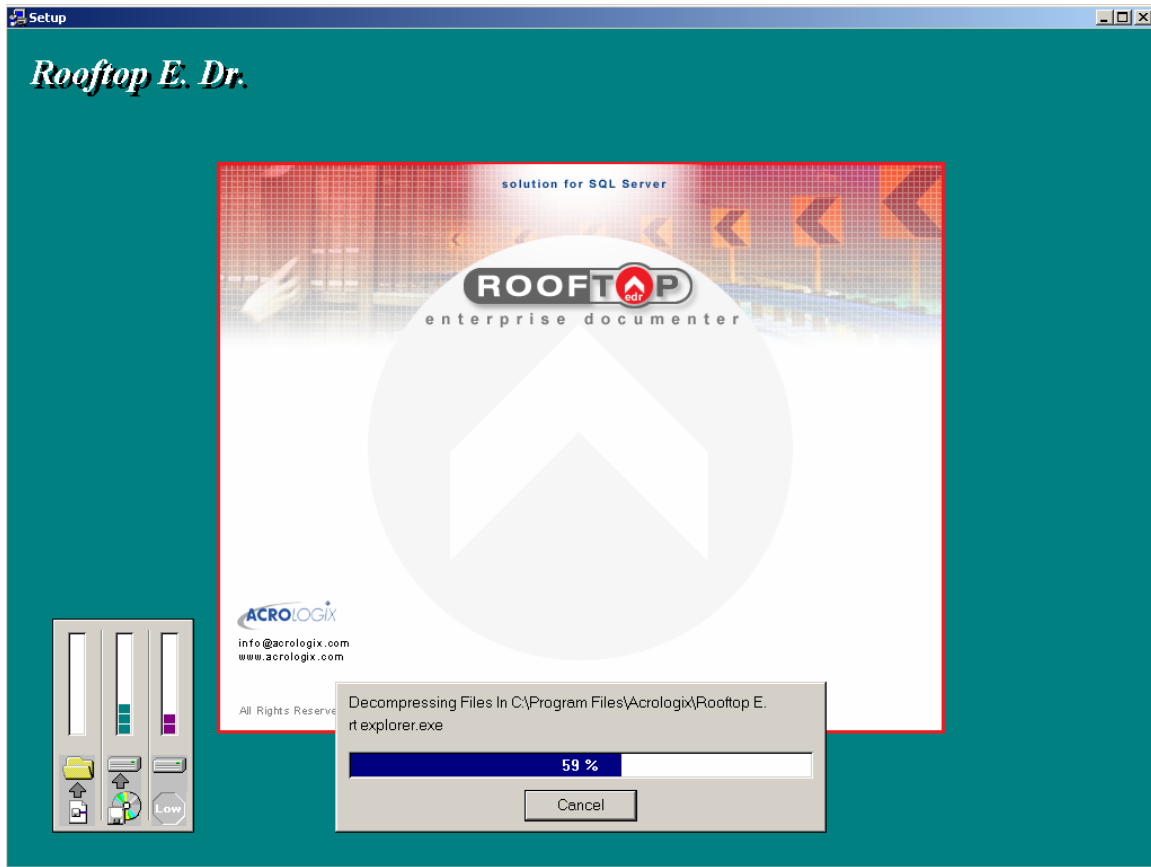 Setup
Rooftop E. Dr.
solution for SQL Server
ROOFTOP
edr
enterprise documenter
ACROLOGIX
info@acrologix.com
www.acrologix.com
All Rights Reserve
Decompressing Files In C:\Program Files\Acrologix\Rooftop E.
rt explorer.exe
59 %
Cancel
Low